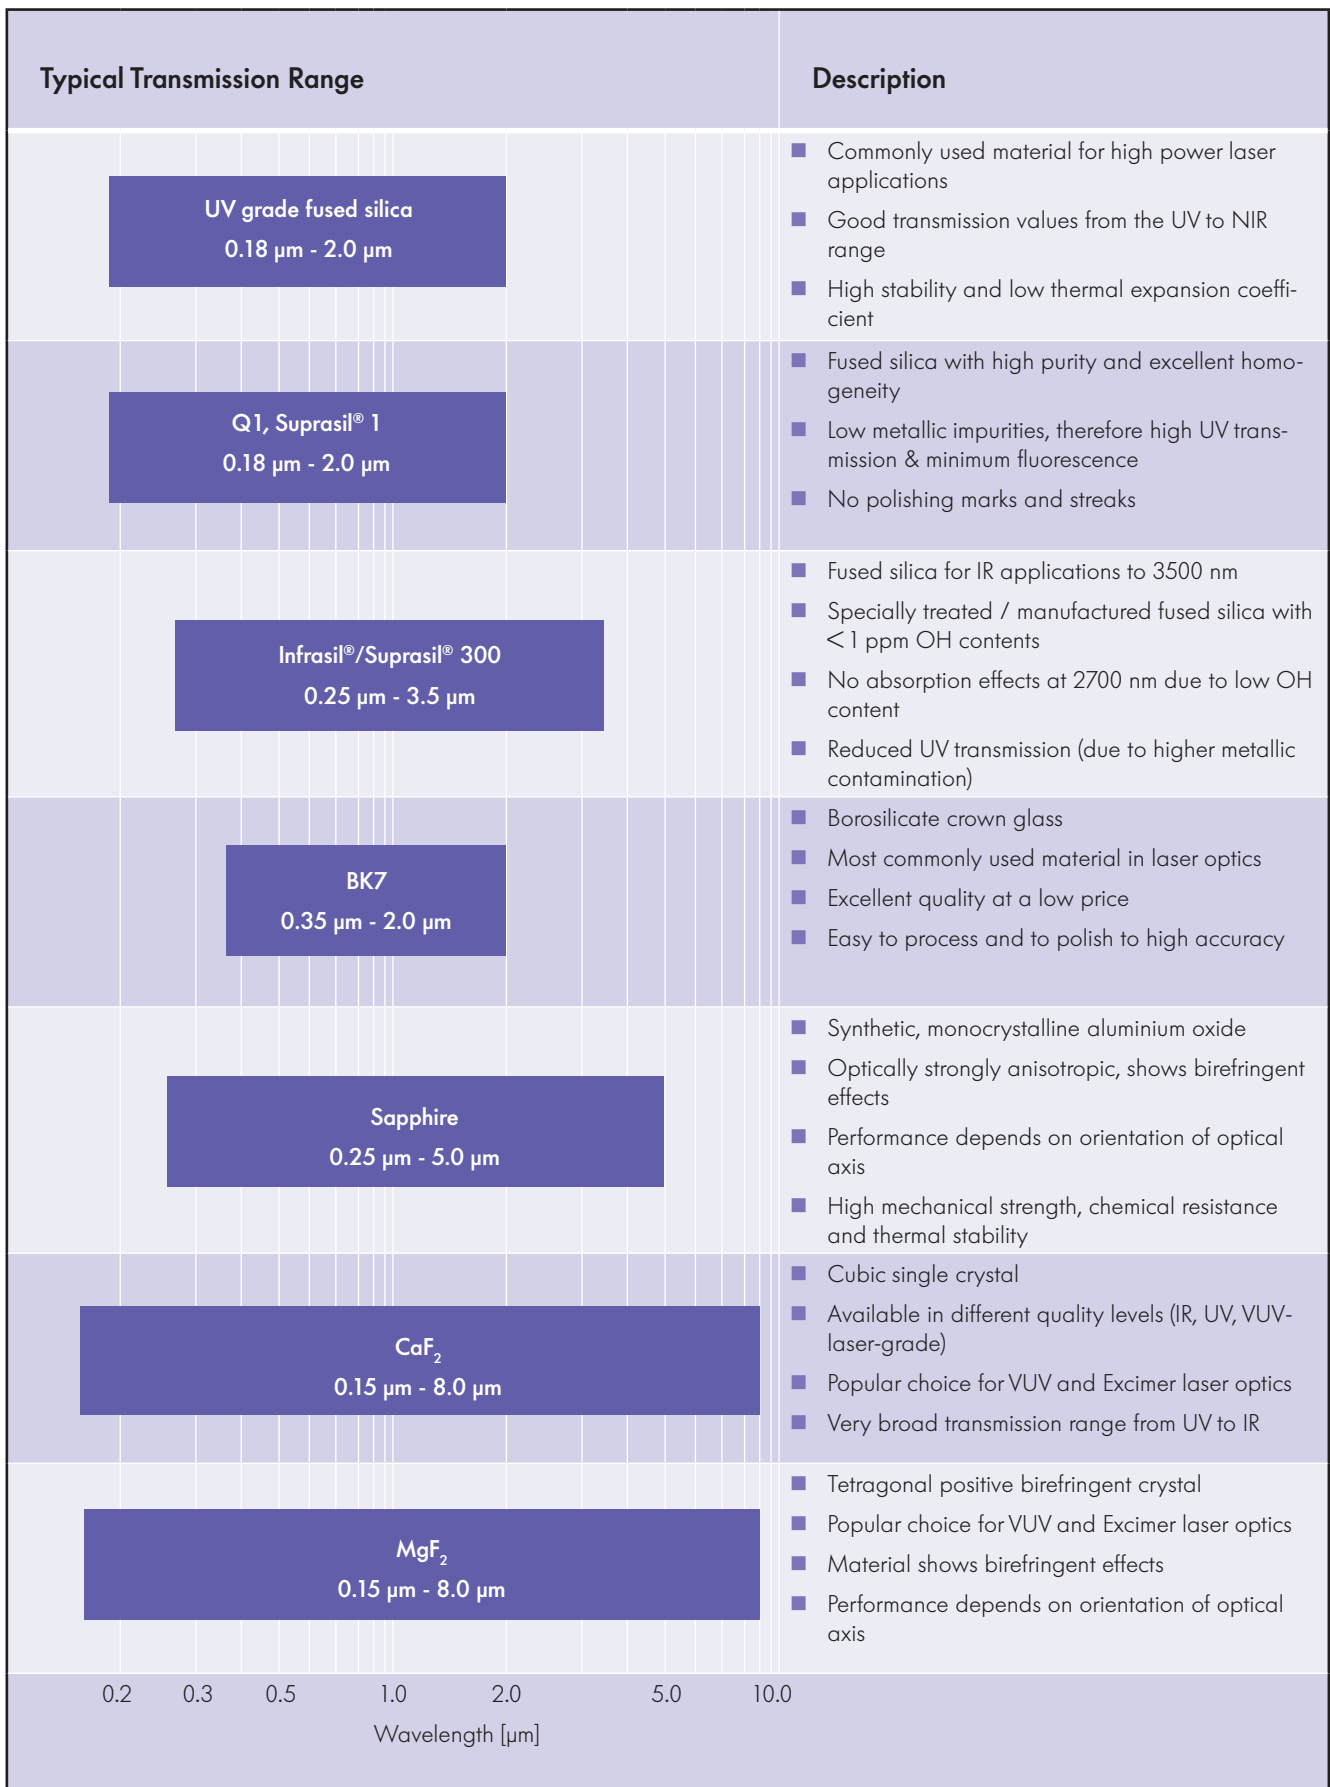 Typical Transmission Range
Description
UV grade fused silica
0.18 µm - 2.0 µm
■ Commonly used material for high power laser
applications
■ Good transmission values from the UV to NIR
range
■ High stability and low thermal expansion coeffi-
cient
Q1, Suprasil® 1
0.18 µm - 2.0 µm
■ Fused silica with high purity and excellent homo-
geneity
■ Low metallic impurities, therefore high UV trans-
mission & minimum fluorescence
■ No polishing marks and streaks
Infrasil®/Suprasil® 300
0.25 µm - 3.5 µm
■ Fused silica for IR applications to 3500 nm
■ Specially treated / manufactured fused silica with
<1 ppm OH contents
■ No absorption effects at 2700 nm due to low OH
content
■ Reduced UV transmission (due to higher metallic
contamination)
BK7
0.35 µm - 2.0 µm
■ Borosilicate crown glass
■ Most commonly used material in laser optics
■ Excellent quality at a low price
■ Easy to process and to polish to high accuracy
Sapphire
0.25 µm - 5.0 µm
■ Synthetic, monocrystalline aluminium oxide
■ Optically strongly anisotropic, shows birefringent
effects
■ Performance depends on orientation of optical
axis
■ High mechanical strength, chemical resistance
and thermal stability
CaF₂
0.15 µm - 8.0 µm
■ Cubic single crystal
■ Available in different quality levels (IR, UV, VUV-
laser-grade)
■ Popular choice for VUV and Excimer laser optics
■ Very broad transmission range from UV to IR
MgF₂
0.15 µm - 8.0 µm
■ Tetragonal positive birefringent crystal
■ Popular choice for VUV and Excimer laser optics
■ Material shows birefringent effects
■ Performance depends on orientation of optical
axis
0.2 0.3 0.5 1.0 2.0 5.0 10.0
Wavelength [µm]